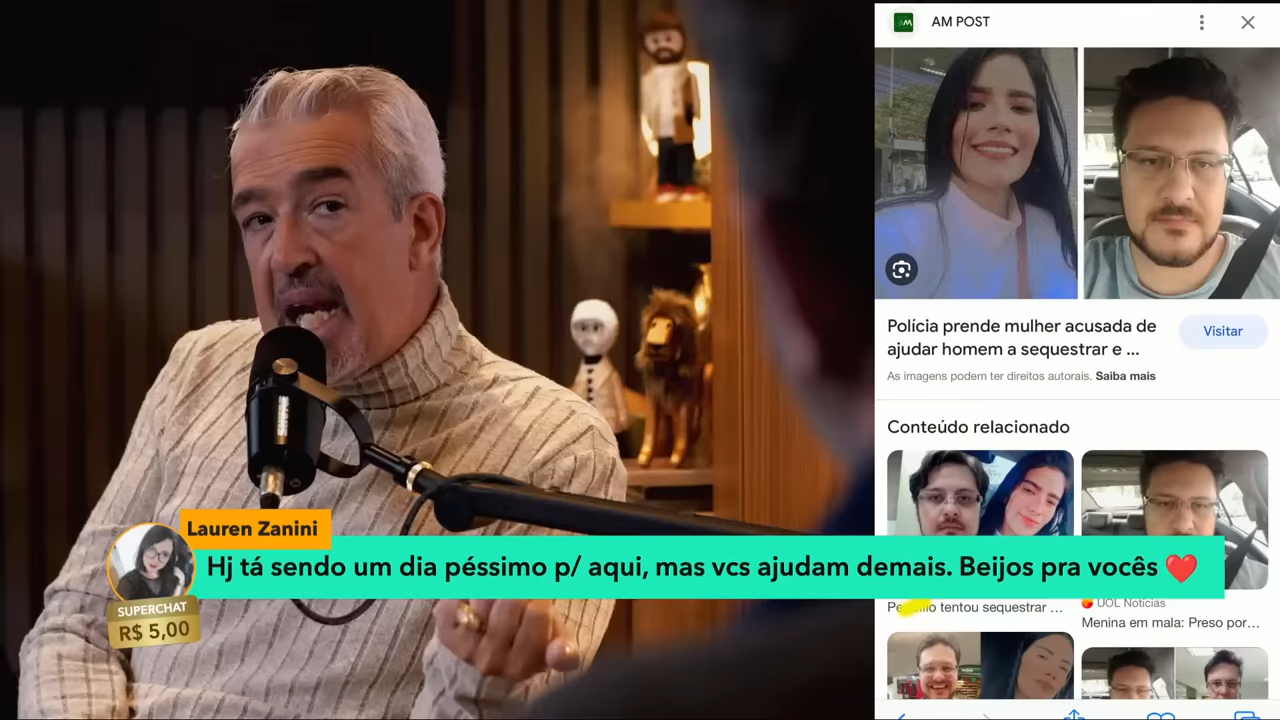 AM POST
Polícia prende mulher acusada de
ajudar homem a sequestrar e ...
Visitar
As imagens podem ter direitos autorais. Saiba mais
Conteúdo relacionado
Lauren Zanini
Hj tá sendo um dia péssimo p/ aqui, mas vcs ajudam demais. Beijos pra vocês ❤️
SUPERCHAT
R$ 5,00
tentou sequestrar ...
UOL Notícias
Menina em mala: Preso por...